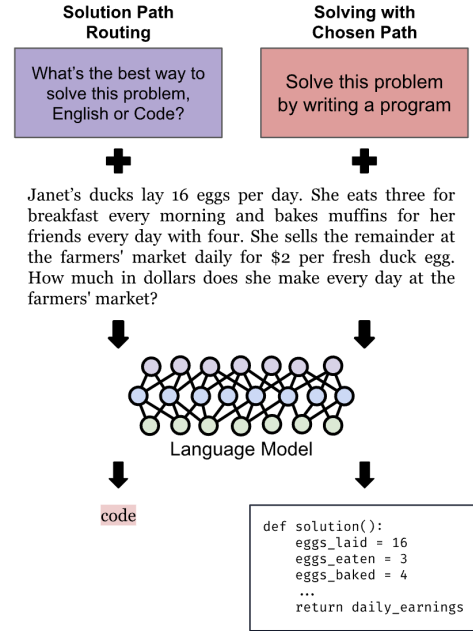 Solution Path
Routing
Solving with
Chosen Path
What's the best way to
solve this problem,
English or Code?
Solve this problem
by writing a program
Janet's ducks lay 16 eggs per day. She eats three for
breakfast every morning and bakes muffins for her
friends every day with four. She sells the remainder at
the farmers' market daily for $2 per fresh duck egg.
How much in dollars does she make every day at the
farmers' market?
Language Model
code
def solution():
    eggs_laid = 16
    eggs_eaten = 3
    eggs_baked = 4
    ...
    return daily_earnings